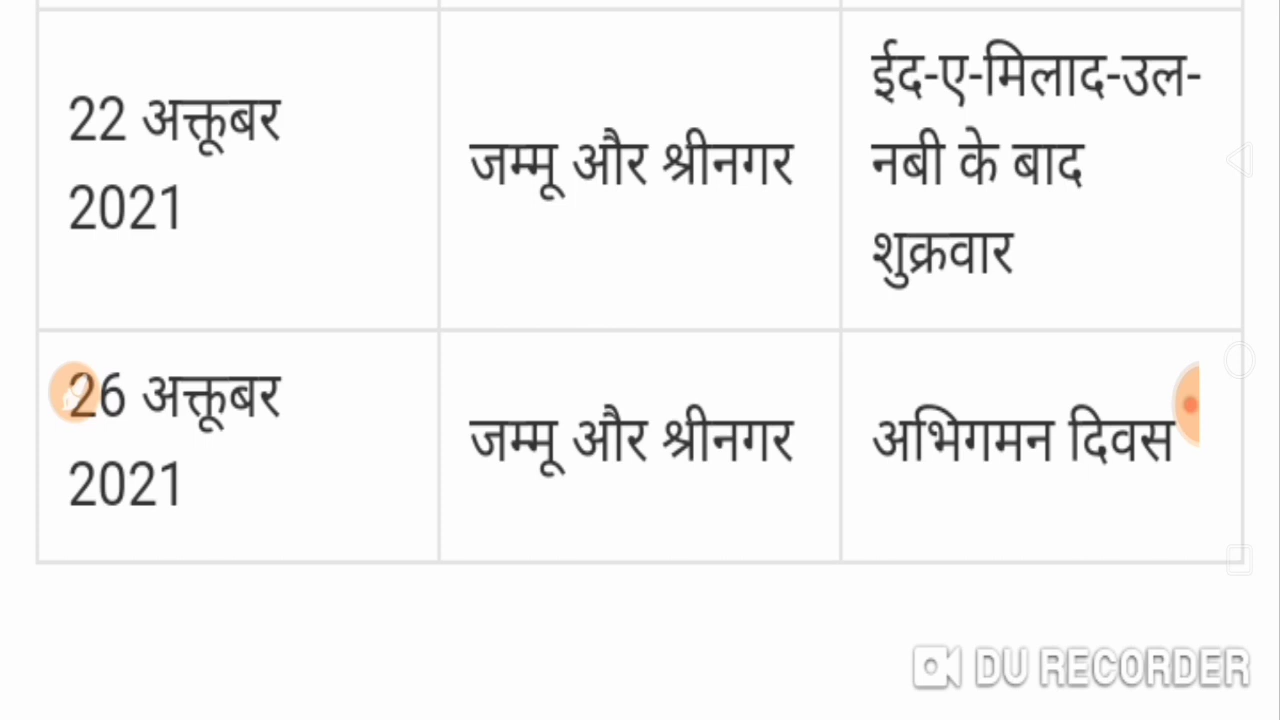 22 अक्तूबर
2021
जम्मू और श्रीनगर
ईद-ए-मिलाद-उल-
नबी के बाद
शुक्रवार
26 अक्तूबर
2021
जम्मू और श्रीनगर
अभिगमन दिवस
DU RECORDER